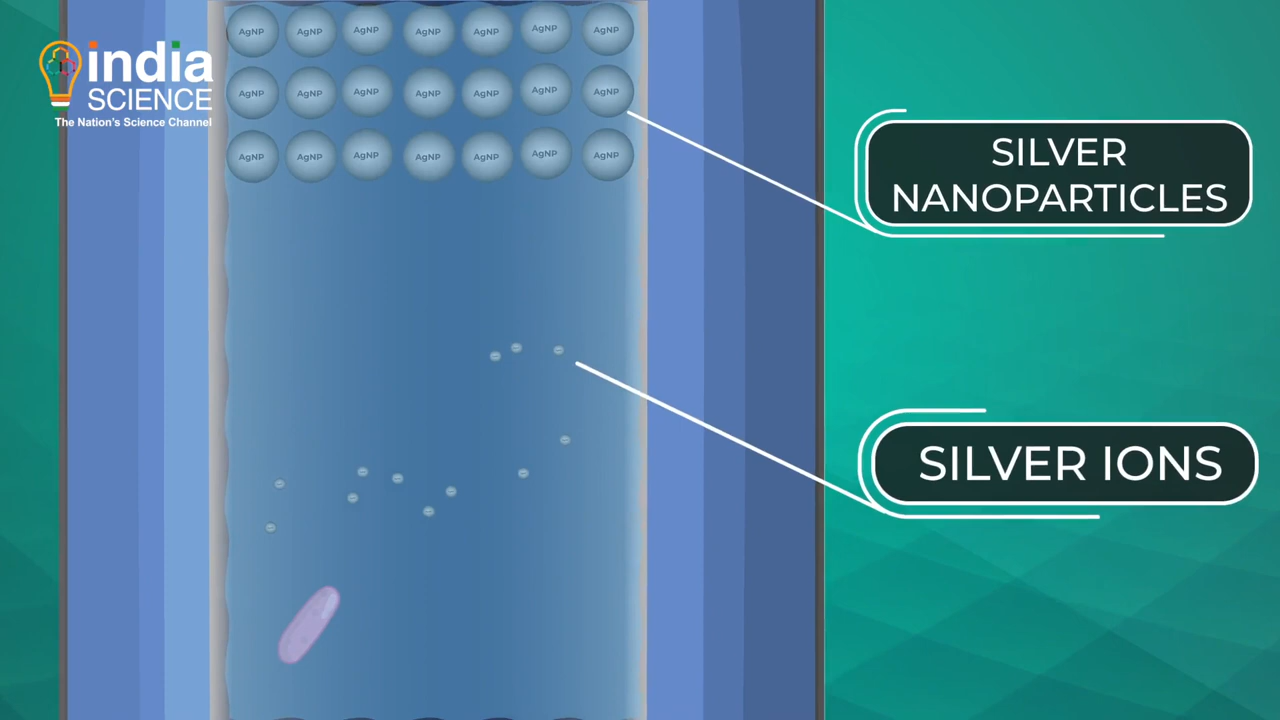 AgNP AgNP AgNP AgNP AgNP AgNP AgNP
india
SCIENCE
The Nation's Science Channel
AgNP AgNP AgNP AgNP AgNP AgNP AgNP
AgNP AgNP AgNP AgNP AgNP AgNP AgNP
SILVER
NANOPARTICLES
SILVER IONS